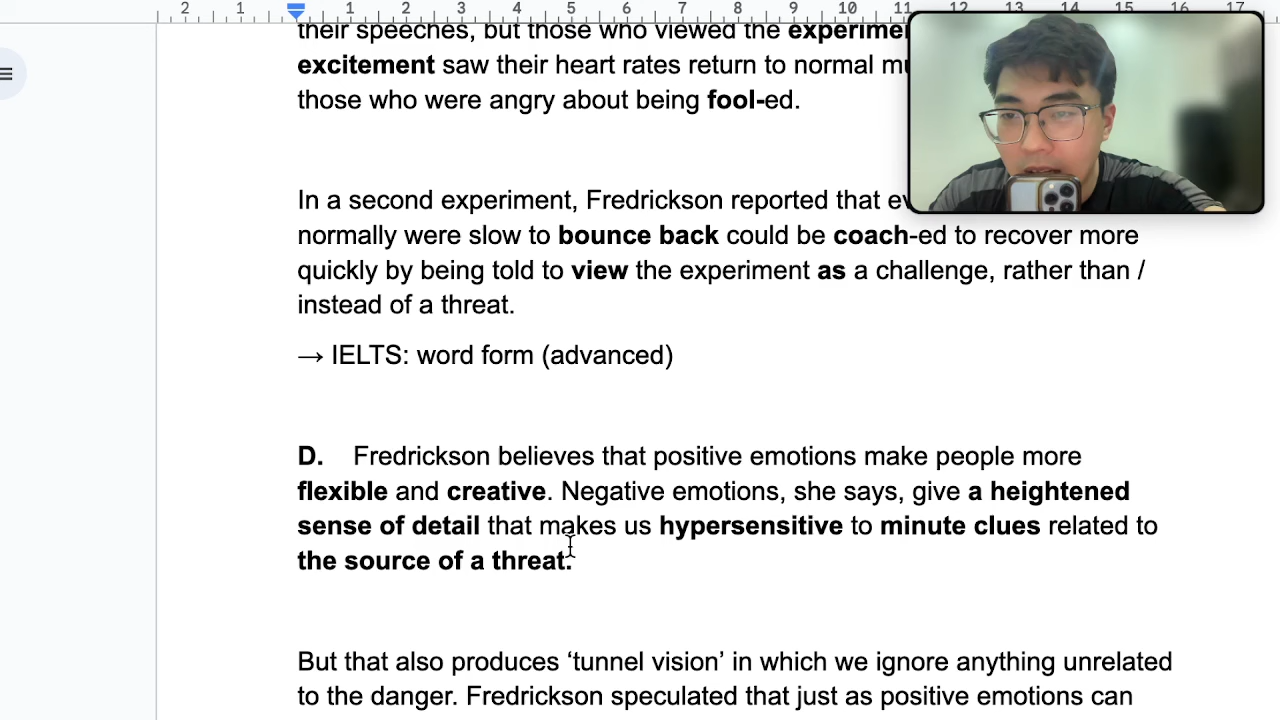 2 1 1 2 3 4 5 6 7 8 9 10 11 12 13 14 15 16 17
their speeches, but those who viewed the
excitement saw their heart rates return to normal
those who were angry about being fool-ed.
In a second experiment, Fredrickson reported that
normally were slow to bounce back could be coach-ed to recover more
quickly by being told to view the experiment as a challenge, rather than /
instead of a threat.
→ IELTS: word form (advanced)
D. Fredrickson believes that positive emotions make people more
flexible and creative. Negative emotions, she says, give a heightened
sense of detail that makes us hypersensitive to minute clues related to
the source of a threat.
But that also produces ‘tunnel vision’ in which we ignore anything unrelated
to the danger. Fredrickson speculated that just as positive emotions can